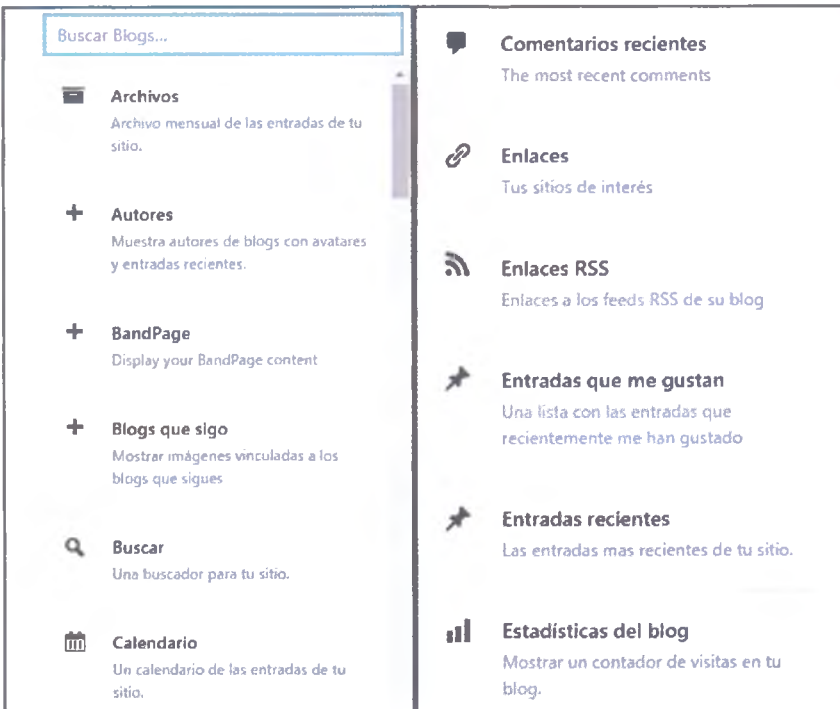 Buscar Blogs...
Archivos
Archivo mensual de las entradas de tu
sitio.
Autores
Muestra autores de blogs con avatares
y entradas recientes.
BandPage
Display your BandPage content
Blogs que sigo
Mostrar imágenes vinculadas a los
blogs que sigues
Buscar
Una buscador para tu sitio.
Calendario
Un calendario de las entradas de tu
sitio.
Comentarios recientes
The most recent comments
Enlaces
Tus sitios de interés
Enlaces RSS
Enlaces a los feeds RSS de su blog
Entradas que me gustan
Una lista con las entradas que
recientemente me han gustado
Entradas recientes
Las entradas mas recientes de tu sitio.
Estadísticas del blog
Mostrar un contador de visitas en tu
blog.